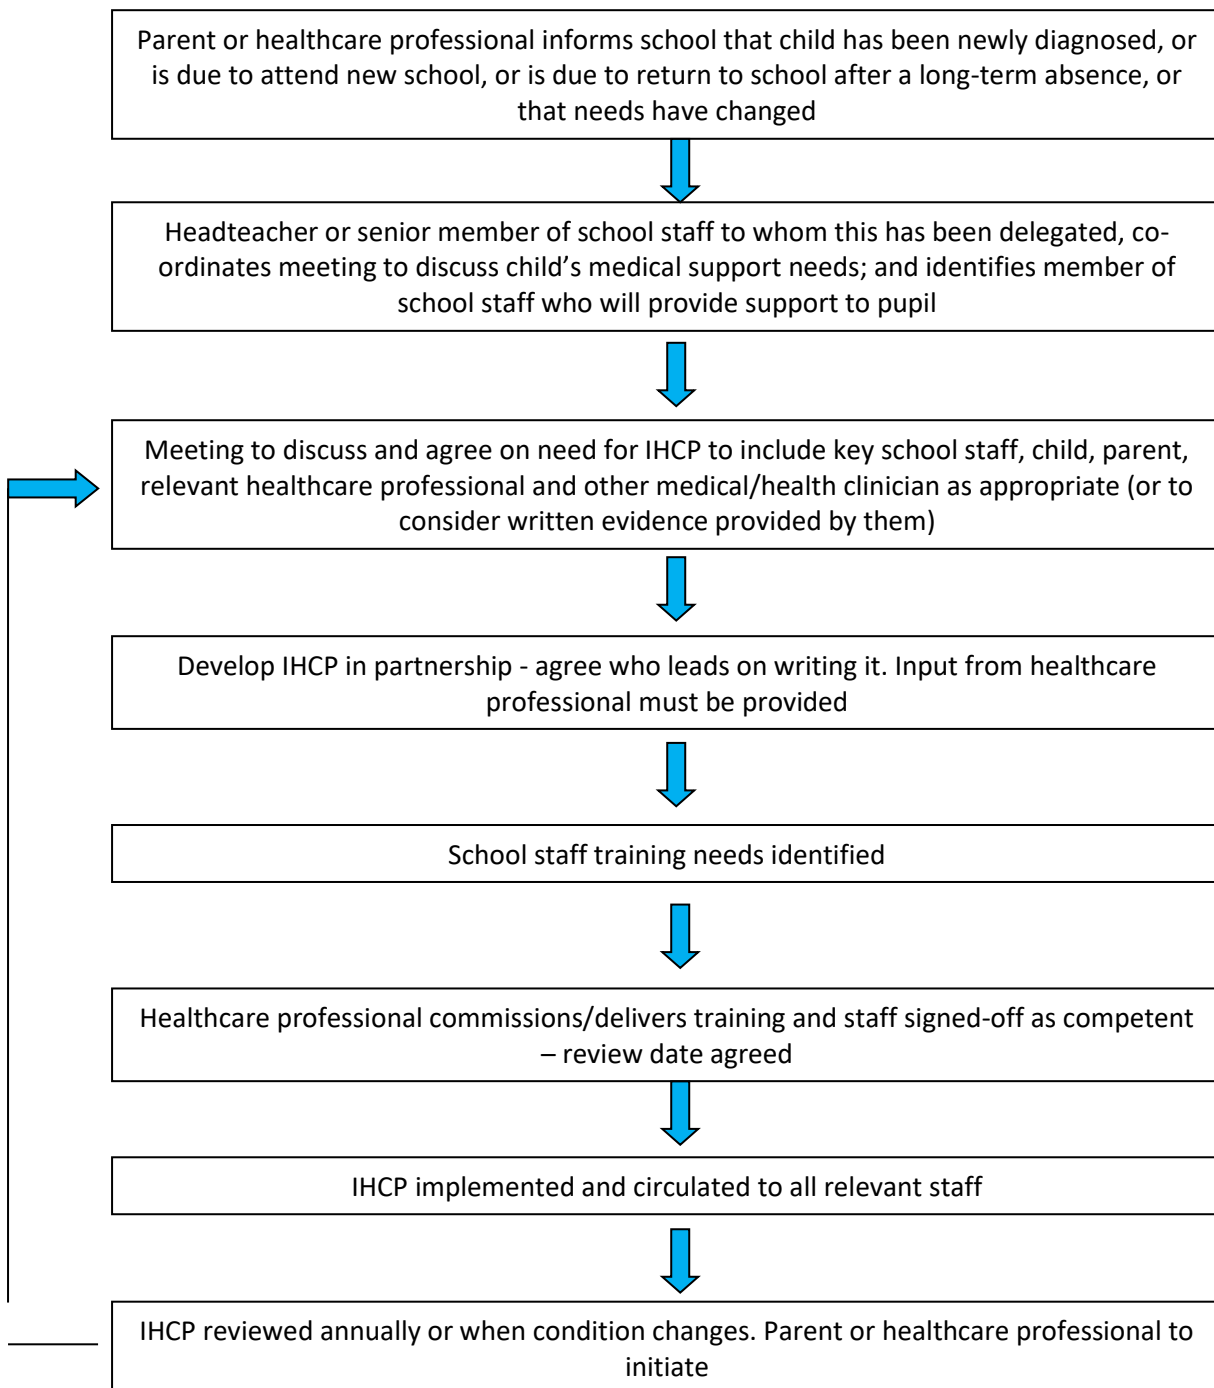 Parent or healthcare professional informs school that child has been newly diagnosed, or
is due to attend new school, or is due to return to school after a long-term absence, or
that needs have changed
Headteacher or senior member of school staff to whom this has been delegated, co-
ordinates meeting to discuss child’s medical support needs; and identifies member of
school staff who will provide support to pupil
Meeting to discuss and agree on need for IHCP to include key school staff, child, parent,
relevant healthcare professional and other medical/health clinician as appropriate (or to
consider written evidence provided by them)
Develop IHCP in partnership - agree who leads on writing it. Input from healthcare
professional must be provided
School staff training needs identified
Healthcare professional commissions/delivers training and staff signed-off as competent
– review date agreed
IHCP implemented and circulated to all relevant staff
IHCP reviewed annually or when condition changes. Parent or healthcare professional to
initiate